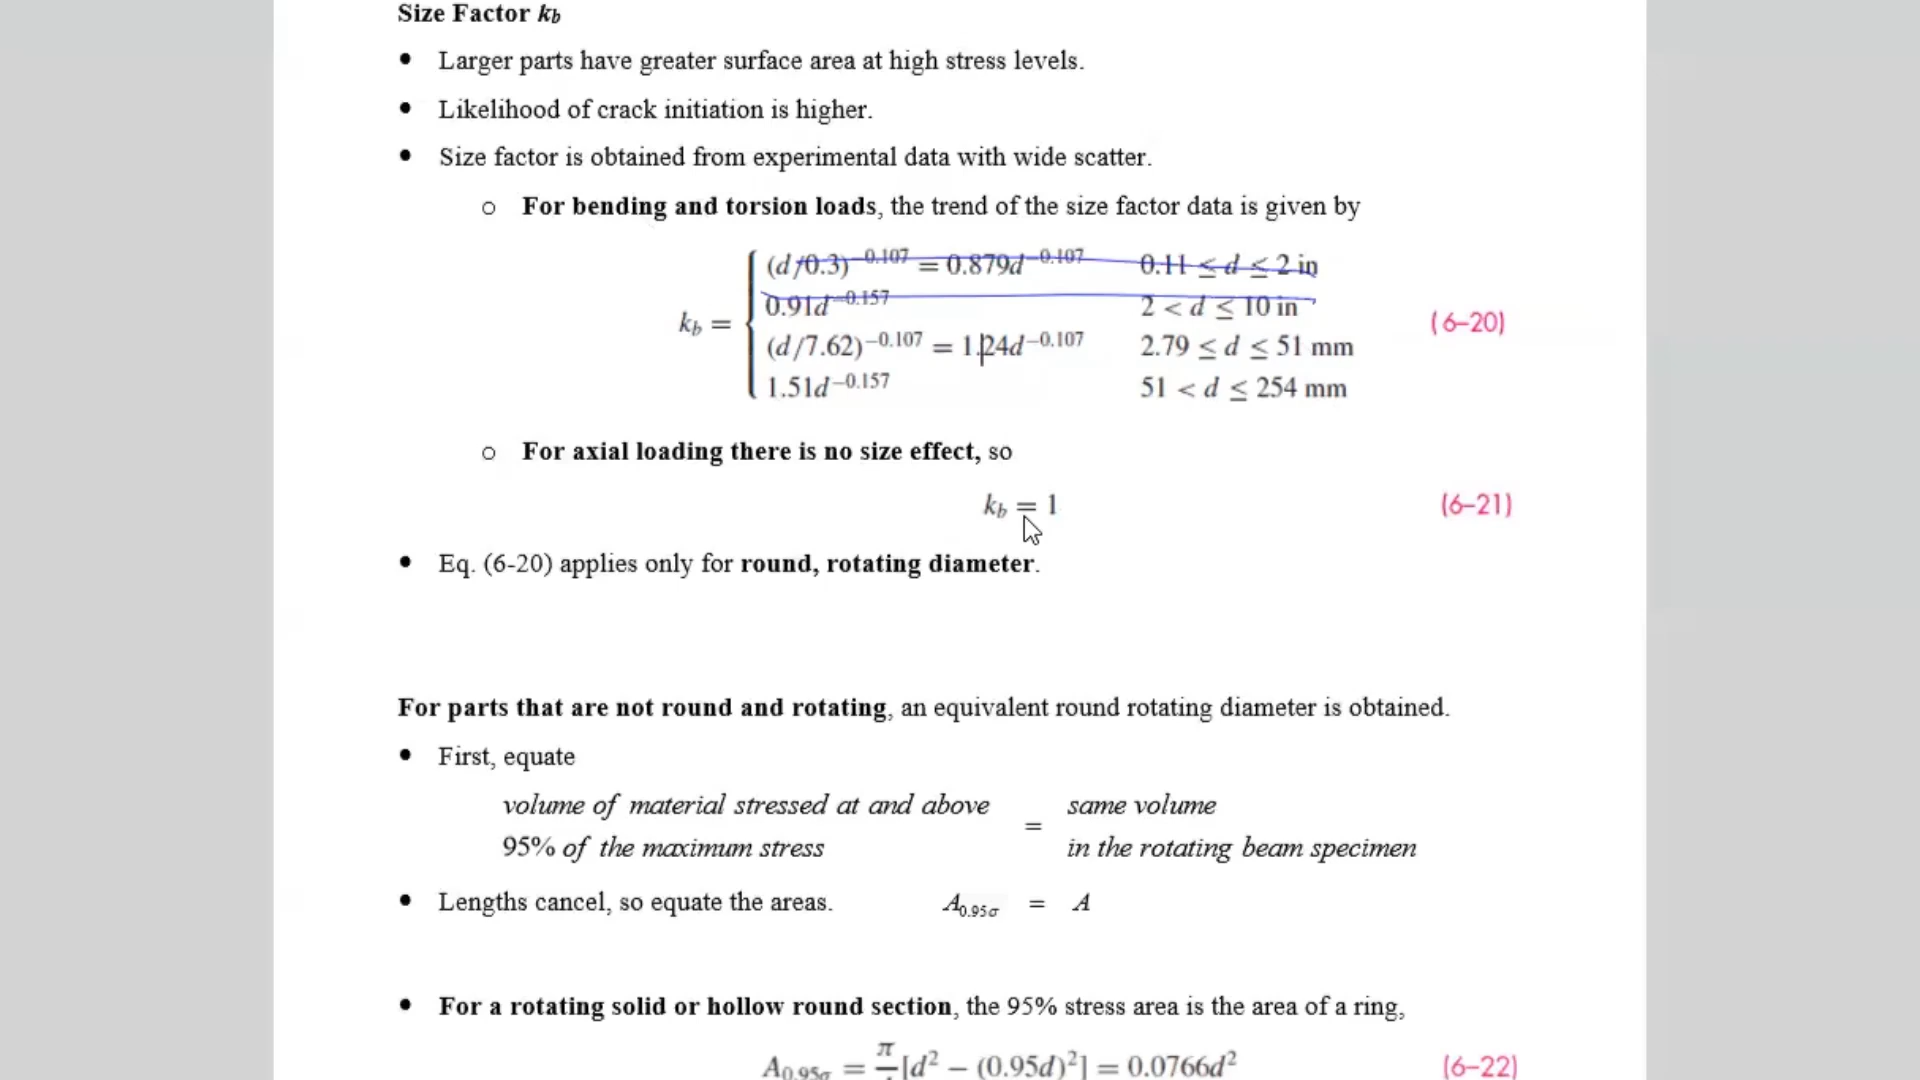 Size Factor kb
• Larger parts have greater surface area at high stress levels.
• Likelihood of crack initiation is higher.
• Size factor is obtained from experimental data with wide scatter.
o For bending and torsion loads, the trend of the size factor data is given by
(d/0.3)^−0.107 = 0.879d^−0.107 0.11 ≤ d ≤ 2 in
0.91d^−0.157 2 < d ≤ 10 in
k_b = { (6–20)
(d/7.62)^−0.107 = 1.24d^−0.107 2.79 ≤ d ≤ 51 mm
1.51d^−0.157 51 < d ≤ 254 mm
o For axial loading there is no size effect, so
k_b = 1 (6–21)
• Eq. (6-20) applies only for round, rotating diameter.
For parts that are not round and rotating, an equivalent round rotating diameter is obtained.
• First, equate
volume of material stressed at and above = same volume
95% of the maximum stress in the rotating beam specimen
• Lengths cancel, so equate the areas. A_0.95σ = A
• For a rotating solid or hollow round section, the 95% stress area is the area of a ring,
A_0.95σ = π/4[d² − (0.95d)²] = 0.0766d² (6–22)